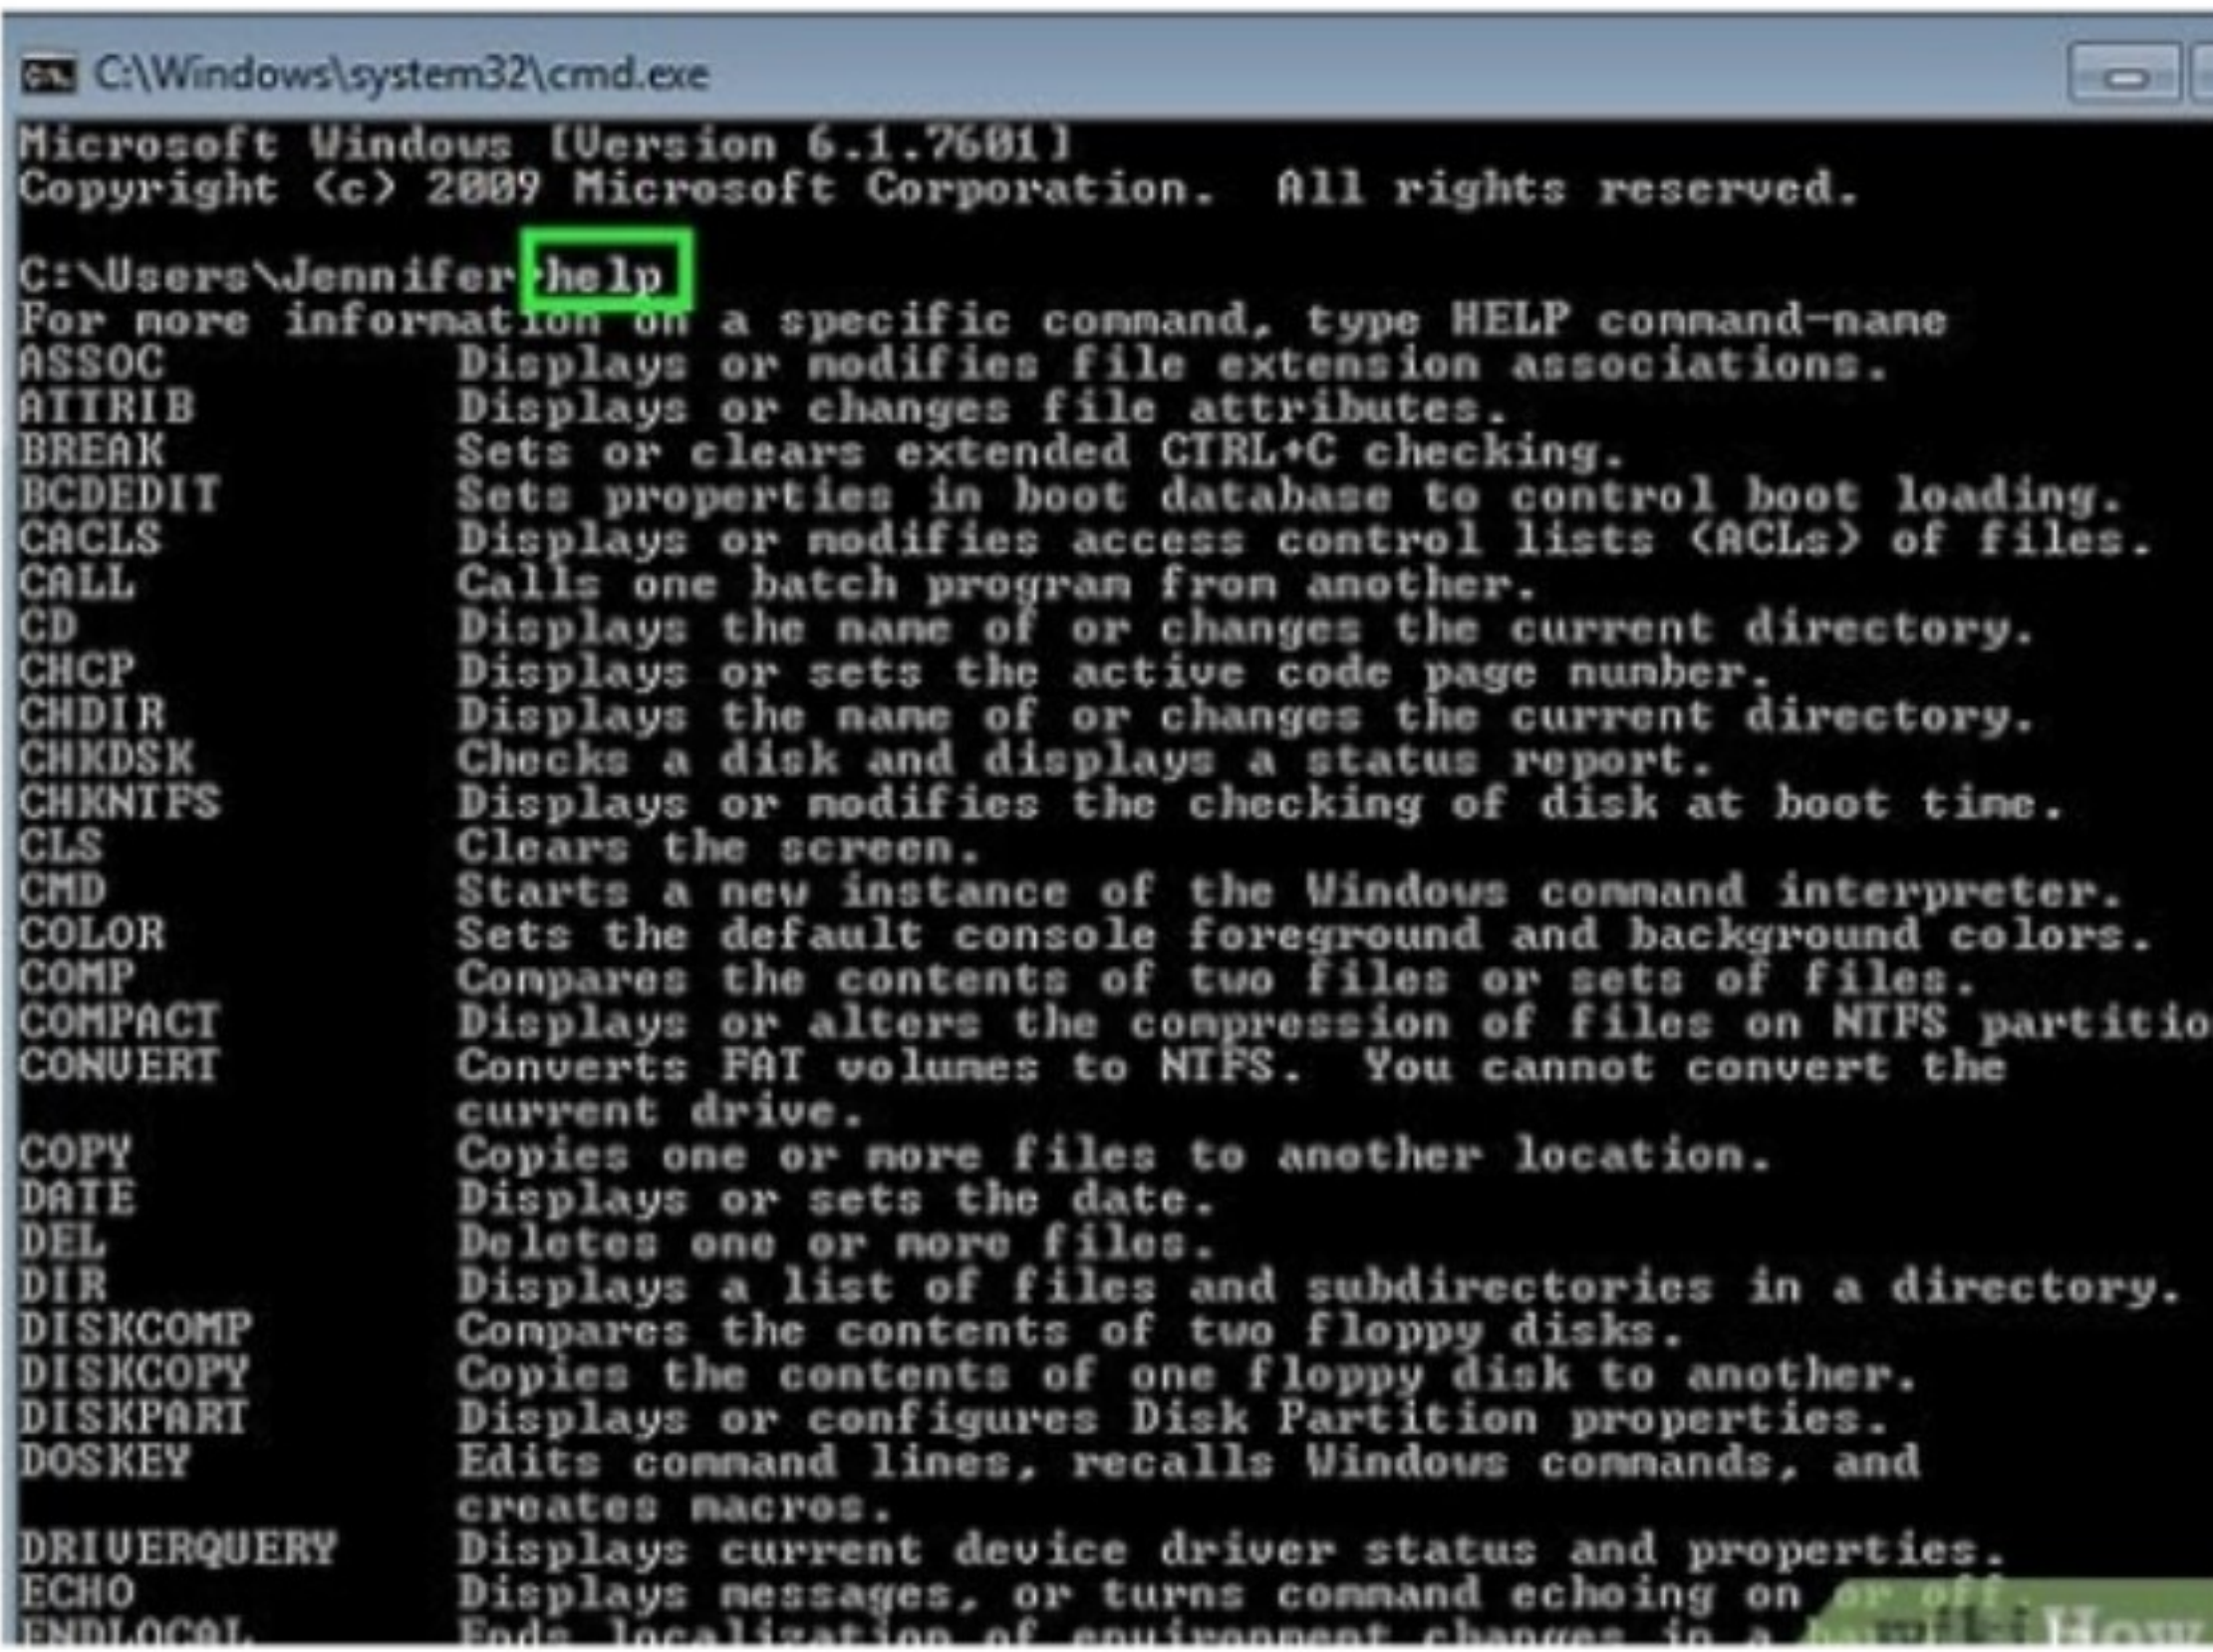 C:\Windows\system32\cmd.exe
Microsoft Windows [Version 6.1.7601]
Copyright (c) 2009 Microsoft Corporation.  All rights reserved.
C:\Users\Jennifer>help
For more information on a specific command, type HELP command-name
ASSOC          Displays or modifies file extension associations.
ATTRIB         Displays or changes file attributes.
BREAK          Sets or clears extended CTRL+C checking.
BCDEDIT        Sets properties in boot database to control boot loading.
CACLS          Displays or modifies access control lists (ACLs) of files.
CALL           Calls one batch program from another.
CD             Displays the name of or changes the current directory.
CHCP           Displays or sets the active code page number.
CHDIR          Displays the name of or changes the current directory.
CHKDSK         Checks a disk and displays a status report.
CHKNTFS        Displays or modifies the checking of disk at boot time.
CLS            Clears the screen.
CMD            Starts a new instance of the Windows command interpreter.
COLOR          Sets the default console foreground and background colors.
COMP           Compares the contents of two files or sets of files.
COMPACT        Displays or alters the compression of files on NTFS partitio
CONVERT        Converts FAT volumes to NTFS.  You cannot convert the
               current drive.
COPY           Copies one or more files to another location.
DATE           Displays or sets the date.
DEL            Deletes one or more files.
DIR            Displays a list of files and subdirectories in a directory.
DISKCOMP       Compares the contents of two floppy disks.
DISKCOPY       Copies the contents of one floppy disk to another.
DISKPART       Displays or configures Disk Partition properties.
DOSKEY         Edits command lines, recalls Windows commands, and
               creates macros.
DRIVERQUERY    Displays current device driver status and properties.
ECHO           Displays messages, or turns command echoing on or off.
ENDLOCAL       Ends localization of environment changes in a
wikiHow